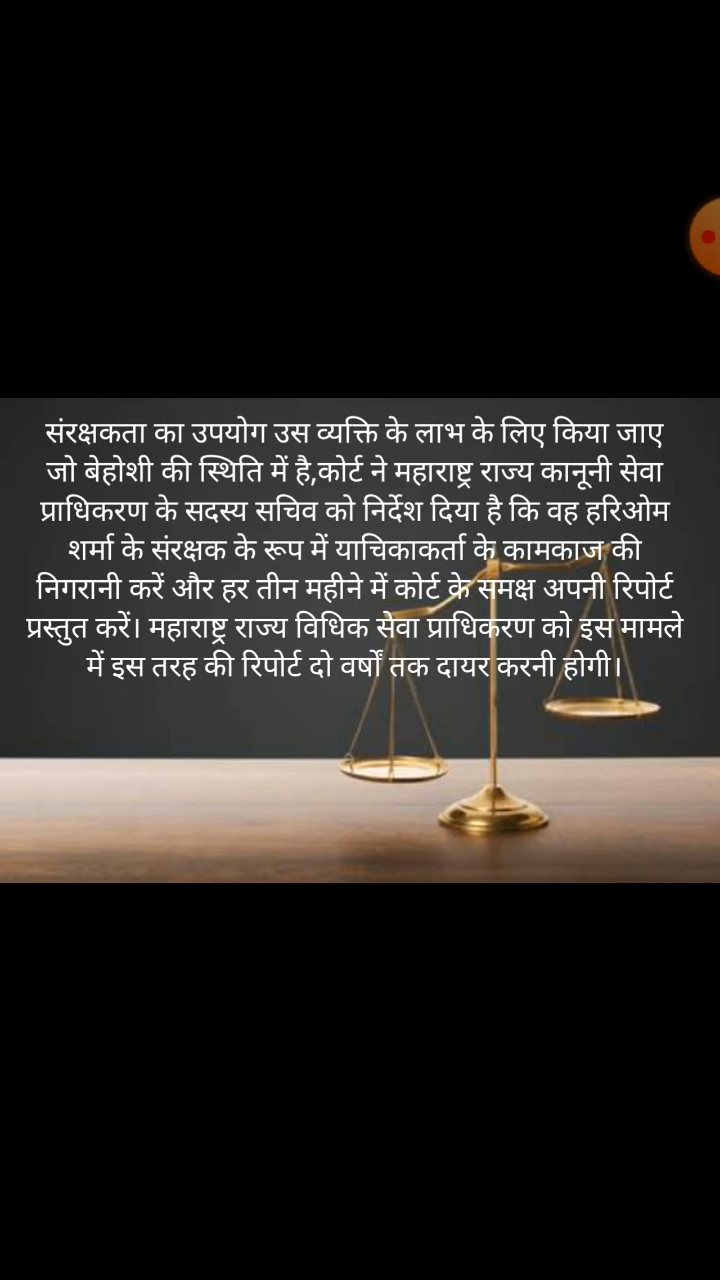 संरक्षकता का उपयोग उस व्यक्ति के लाभ के लिए किया जाए
जो बेहोशी की स्थिति में है,कोर्ट ने महाराष्ट्र राज्य कानूनी सेवा
प्राधिकरण के सदस्य सचिव को निर्देश दिया है कि वह हरिओम
शर्मा के संरक्षक के रूप में याचिकाकर्ता के कामकाज की
निगरानी करें और हर तीन महीने में कोर्ट के समक्ष अपनी रिपोर्ट
प्रस्तुत करें। महाराष्ट्र राज्य विधिक सेवा प्राधिकरण को इस मामले
में इस तरह की रिपोर्ट दो वर्षों तक दायर करनी होगी।